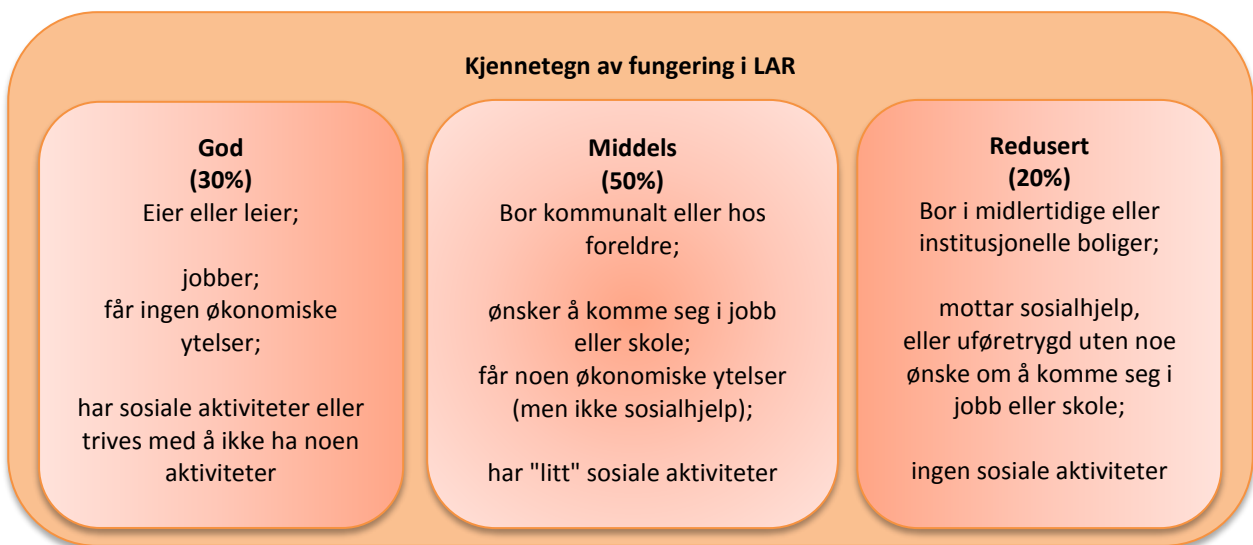 Kjennetegn av fungering i LAR
God
(30%)
Eier eller leier;
jobber;
får ingen økonomiske
ytelser;
har sosiale aktiviteter eller
trives med å ikke ha noen
aktiviteter
Middels
(50%)
Bor kommunalt eller hos
foreldre;
ønsker å komme seg i jobb
eller skole;
får noen økonomiske ytelser
(men ikke sosialhjelp);
har "litt" sosiale aktiviteter
Redusert
(20%)
Bor i midlertidige eller
institusjonelle boliger;
mottar sosialhjelp,
eller uføretrygd uten noe
ønske om å komme seg i
jobb eller skole;
ingen sosiale aktiviteter